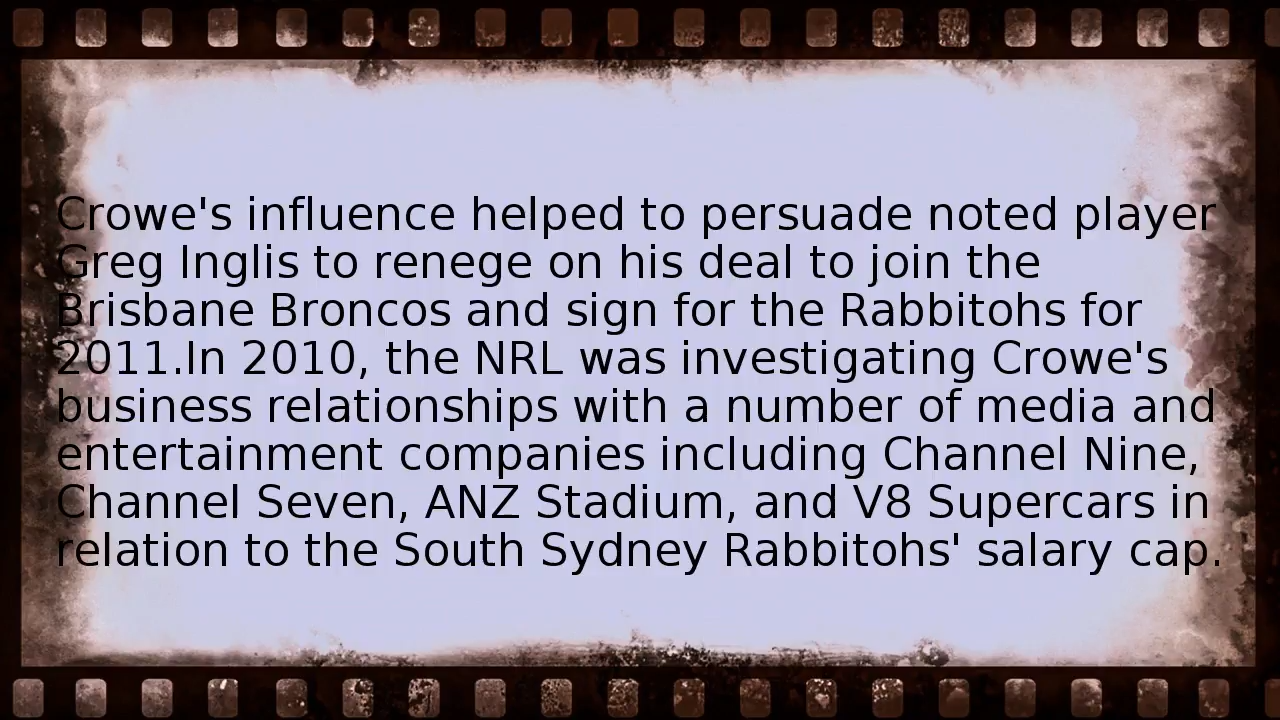 Crowe's influence helped to persuade noted player
Greg Inglis to renege on his deal to join the
Brisbane Broncos and sign for the Rabbitohs for
2011.In 2010, the NRL was investigating Crowe's
business relationships with a number of media and
entertainment companies including Channel Nine,
Channel Seven, ANZ Stadium, and V8 Supercars in
relation to the South Sydney Rabbitohs' salary cap.